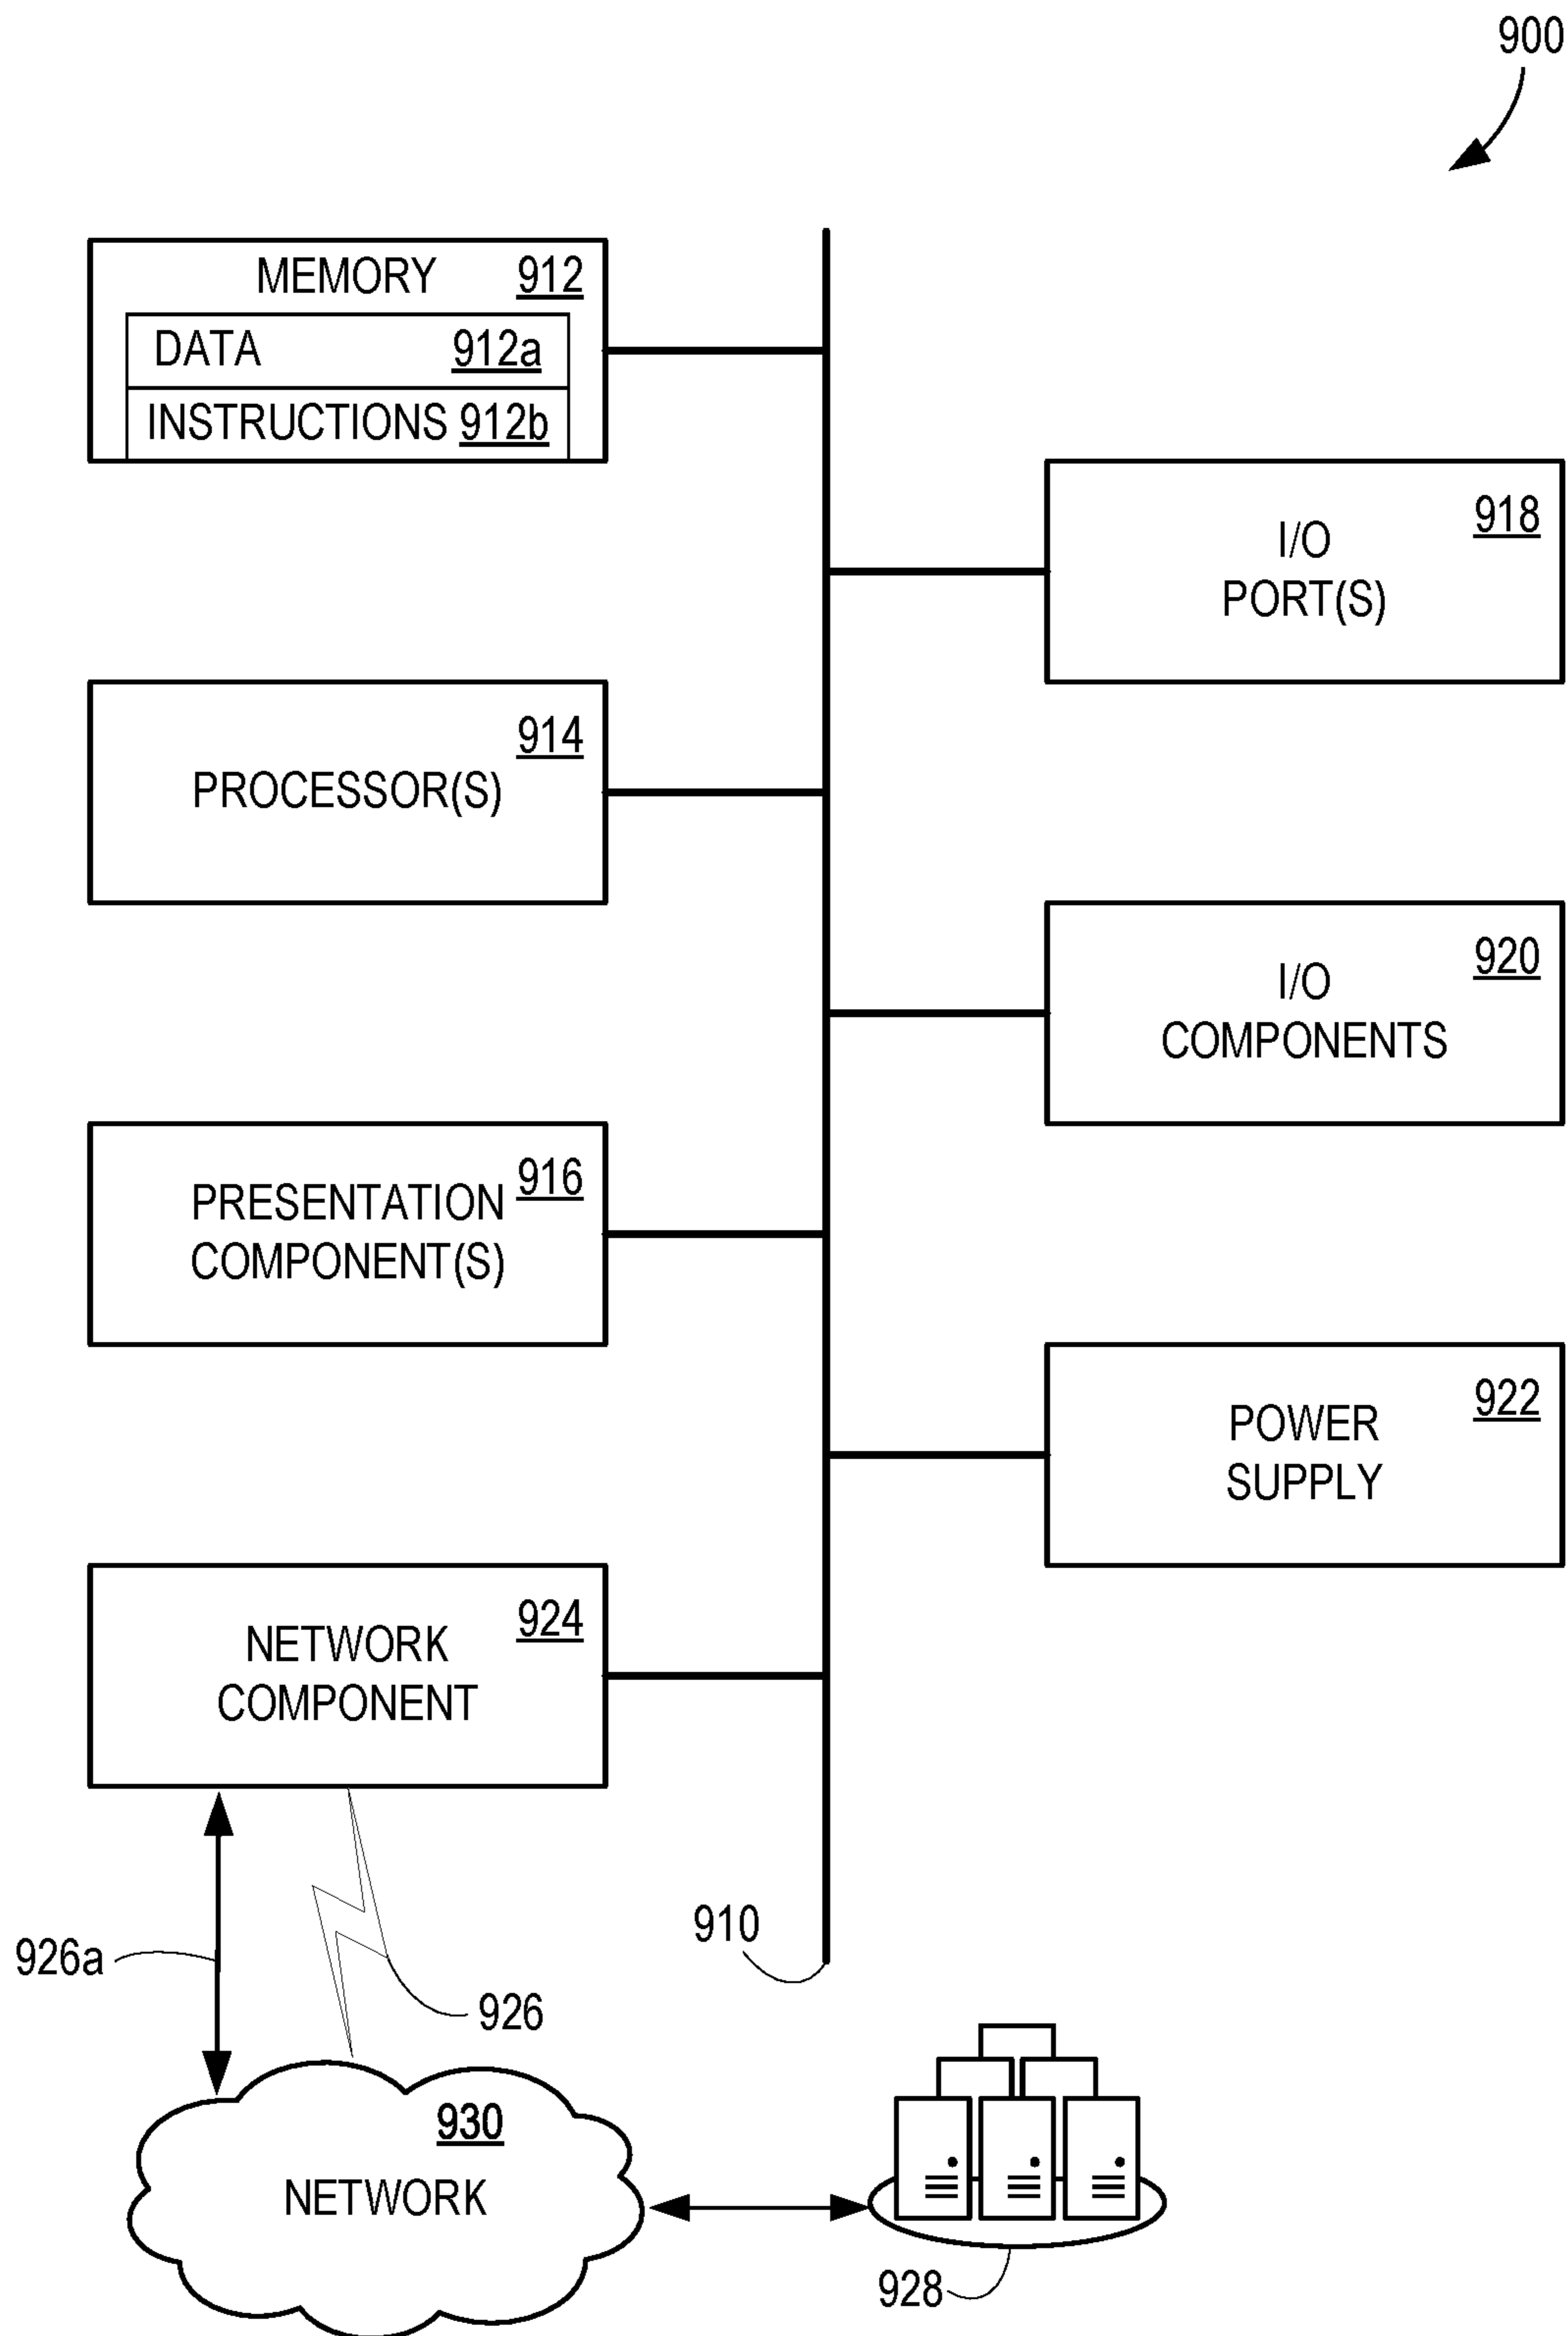 900
MEMORY 912
DATA 912a
INSTRUCTIONS 912b
918
I/O
PORT(S)
914
PROCESSOR(S)
920
I/O
COMPONENTS
916
PRESENTATION
COMPONENT(S)
922
POWER
SUPPLY
924
NETWORK
COMPONENT
910
926a
926
930
NETWORK
928